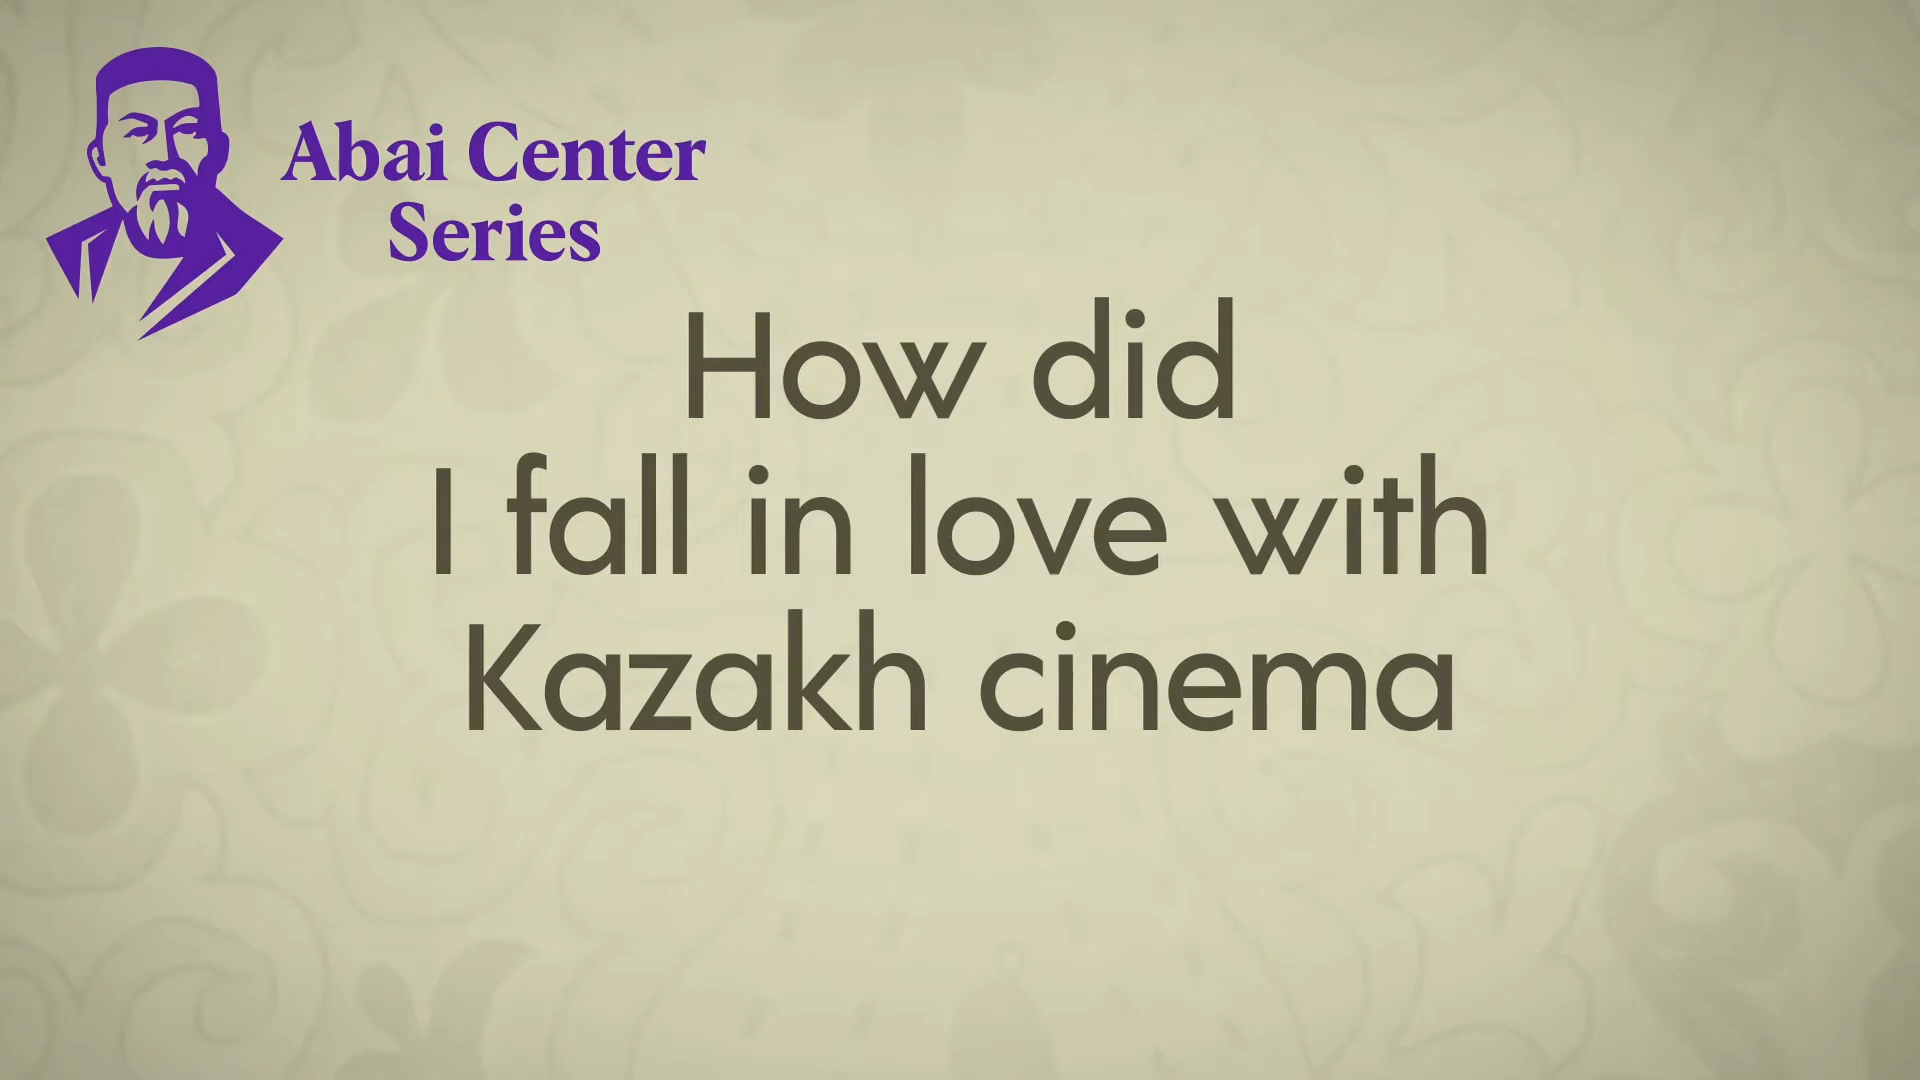 Abai Center
Series
How did
I fall in love with
Kazakh cinema